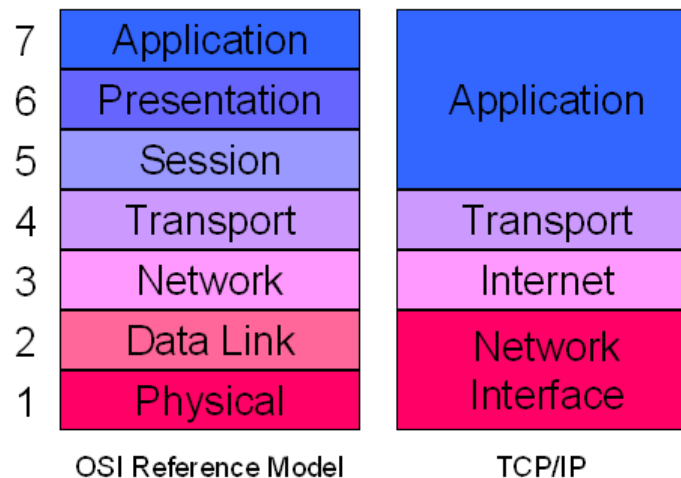 7 Application Application
6 Presentation
5 Session
4 Transport Transport
3 Network Internet
2 Data Link Network
1 Physical Interface
OSI Reference Model TCP/IP